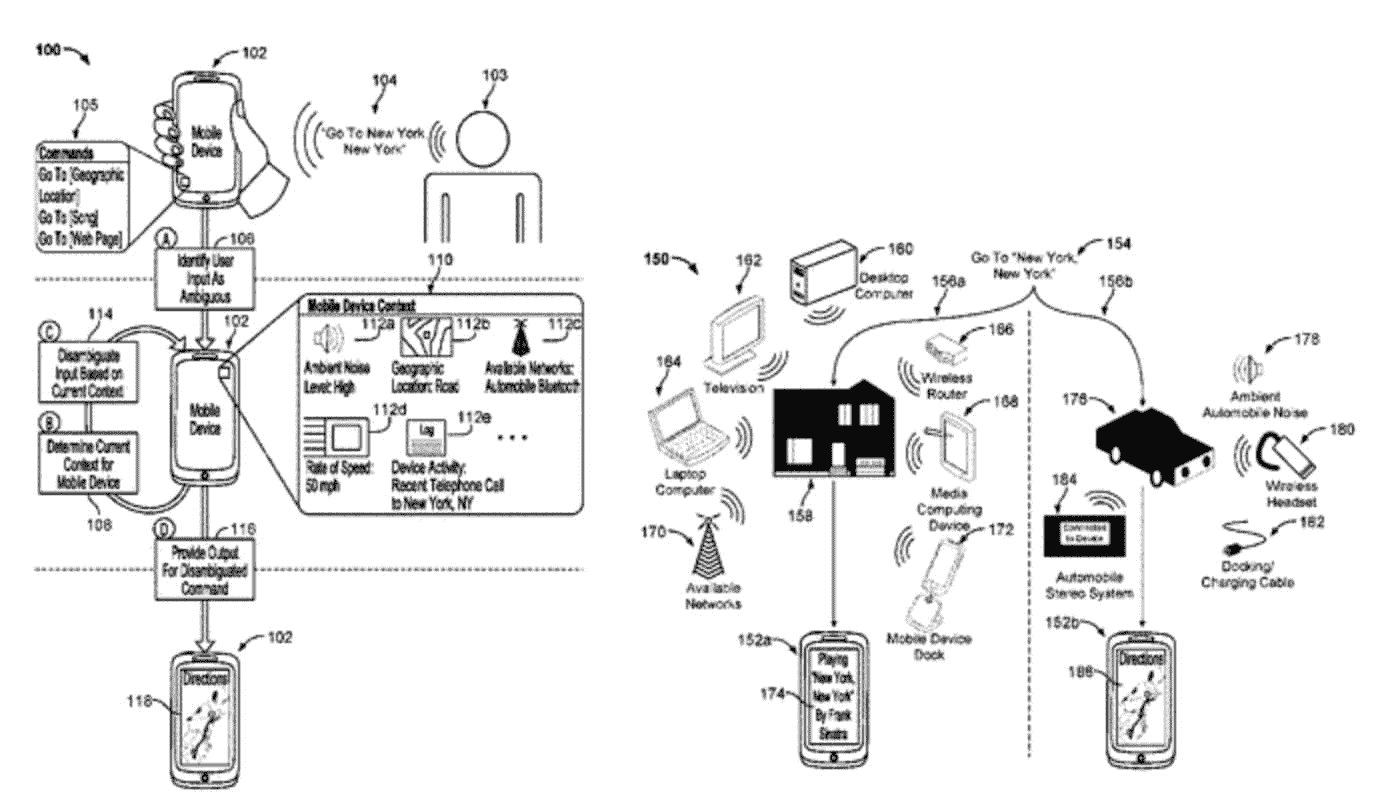 100
102
105
104
103
Commands
Go To [Geographic
Location]
Go To [Song]
Go To [Web Page]
Mobile
Device
"Go To New York,
New York"
A
106
Identify User
Input As
Ambiguous
110
C
114
Disambiguate
Input Based on
Current Context
B
Determine Current
Context for
Mobile Device
108
102
Mobile
Device
Mobile Device Context
112a
112b
112c
Ambient Noise
Level: High
Geographic
Location: Road
Available Networks:
Automobile Bluetooth
112d
Log
112e
Rate of Speed:
50 mph
Device Activity:
Recent Telephone Call
to New York, NY
D
116
Provide Output
For Disambiguated
Command
102
118
Directions
150
162
160
Desktop
Computer
Go To "New York,
New York"
154
156a
156b
164
Television
166
Wireless
Router
Laptop
Computer
168
Media
Computing
Device
158
170
Available
Networks
172
Mobile Device
Dock
152a
174
Playing
"New York,
New York"
By Frank
Sinatra
176
178
Ambient
Automobile Noise
180
Wireless
Headset
184
Connected
to Device
Automobile
Stereo System
182
Docking/
Charging Cable
152b
186
Directions